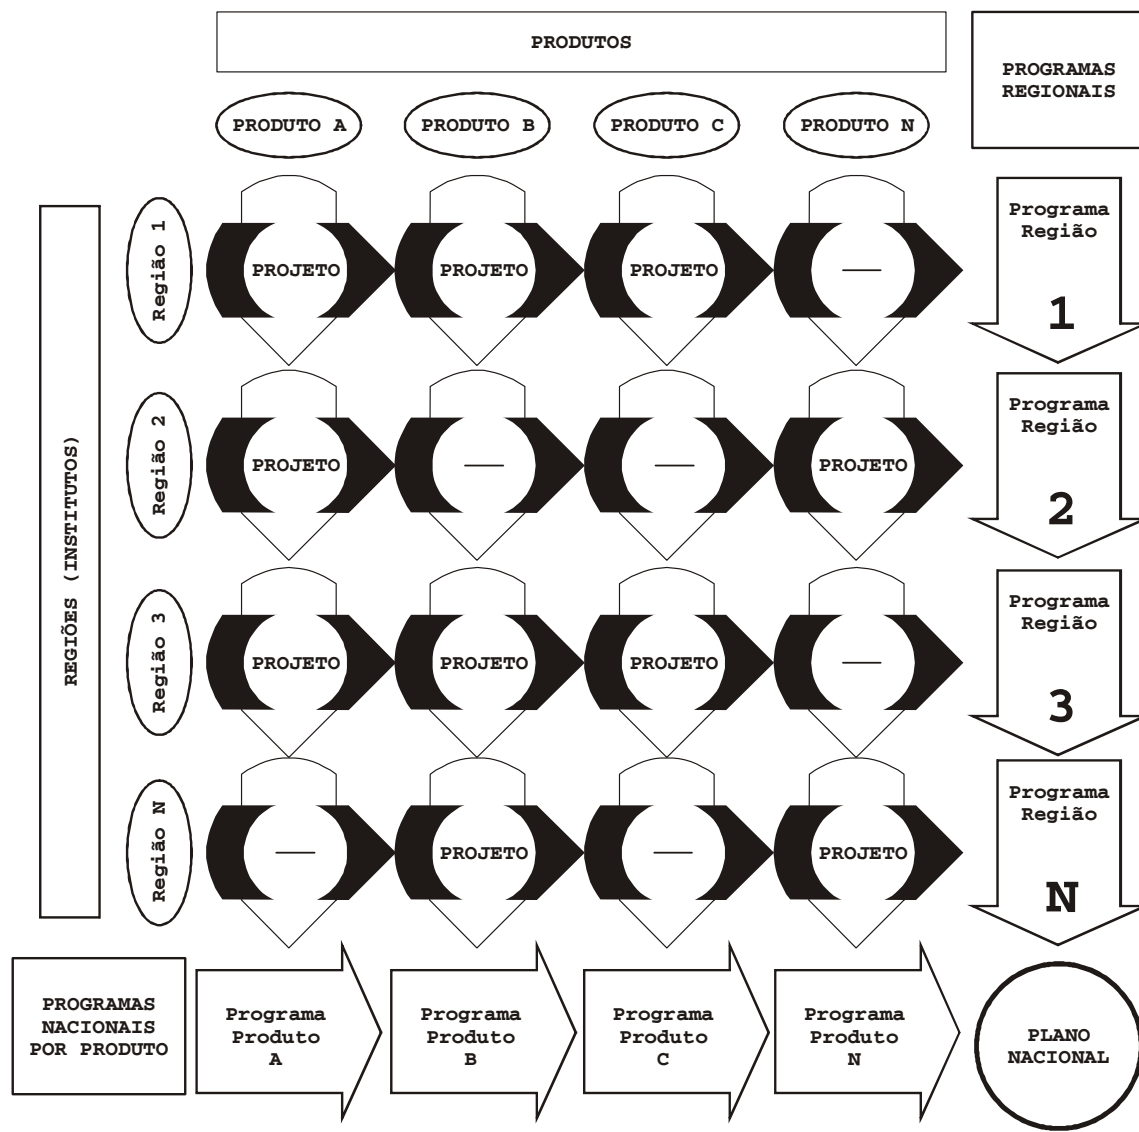 PRODUTOS
PROGRAMAS
REGIONAIS
PRODUTO A
PRODUTO B
PRODUTO C
PRODUTO N
REGIÕES (INSTITUTOS)
Região 1
PROJETO
PROJETO
PROJETO
—
Programa
Região
1
Região 2
PROJETO
—
—
PROJETO
Programa
Região
2
Região 3
PROJETO
PROJETO
PROJETO
—
Programa
Região
3
Região N
—
PROJETO
—
PROJETO
Programa
Região
N
PROGRAMAS
NACIONAIS
POR PRODUTO
Programa
Produto
A
Programa
Produto
B
Programa
Produto
C
Programa
Produto
N
PLANO
NACIONAL